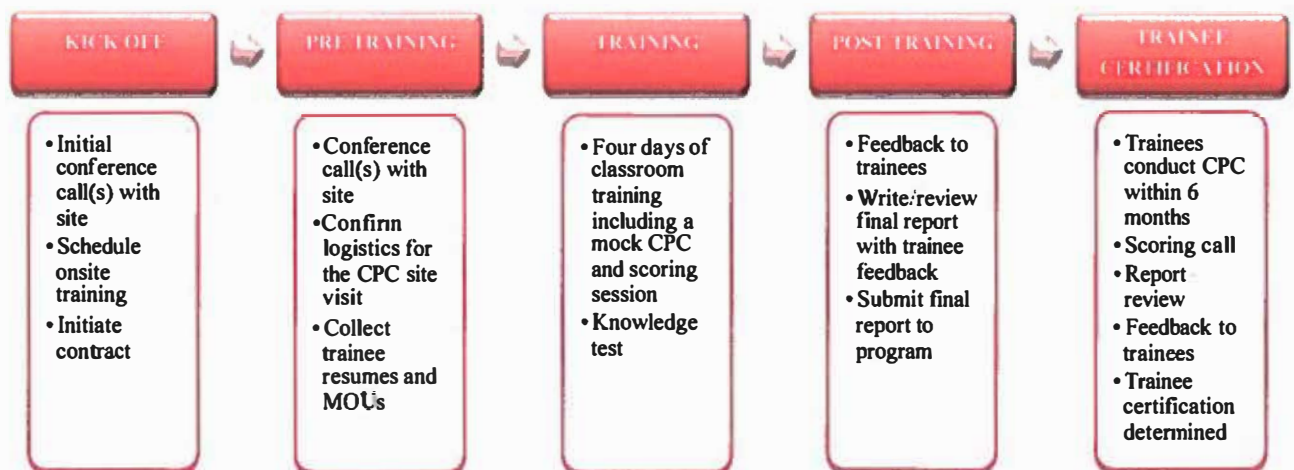 KICK OFF
PRE TRAINING
TRAINING
POST TRAINING
TRAINEE
CERTIFICATION
• Initial
conference
call(s) with
site
• Schedule
onsite
training
• Initiate
contract
• Conference
call(s) with
site
• Confirm
logistics for
the CPC site
visit
• Collect
trainee
resumes and
MOUs
• Four days of
classroom
training
including a
mock CPC
and scoring
session
• Knowledge
test
• Feedback to
trainees
• Write/review
final report
with trainee
feedback
• Submit final
report to
program
• Trainees
conduct CPC
within 6
months
• Scoring call
• Report
review
• Feedback to
trainees
• Trainee
certification
determined